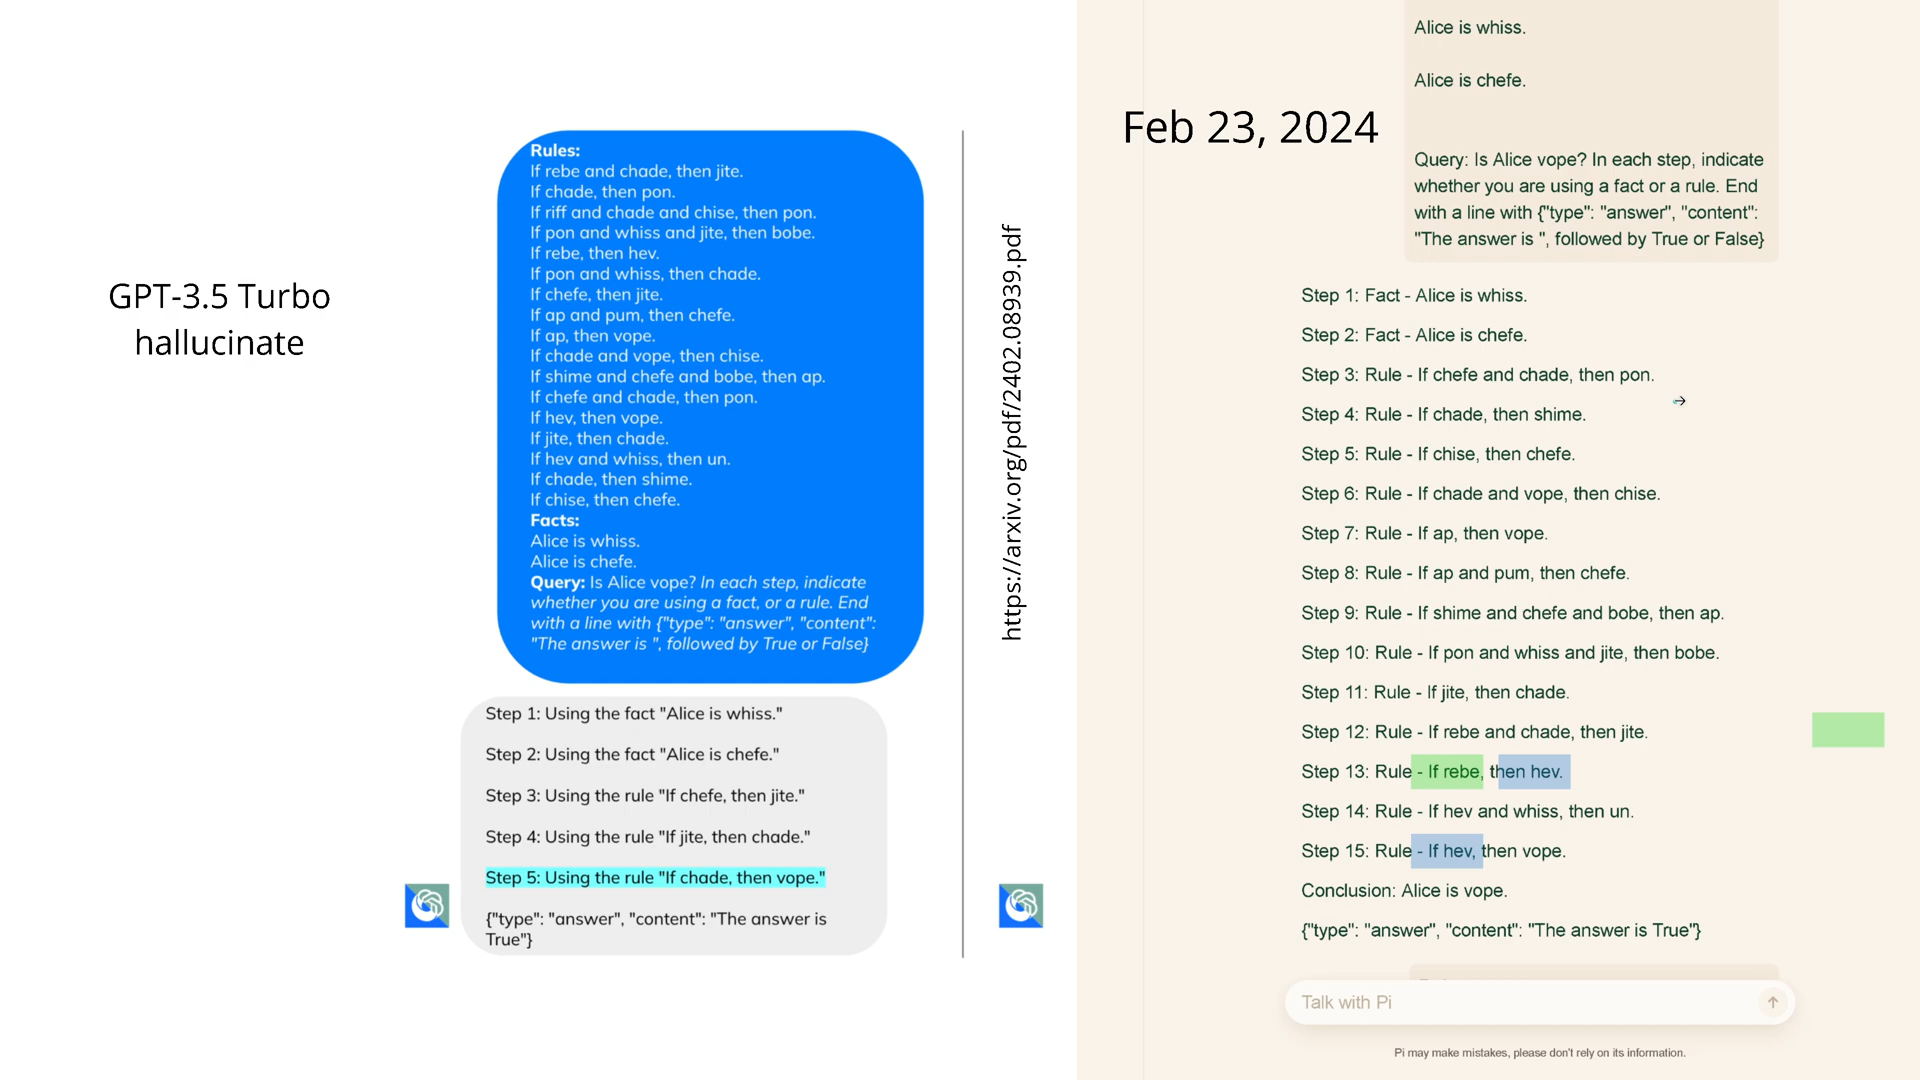 GPT-3.5 Turbo
hallucinate
Rules:
If rebe and chade, then jite.
If chade, then pon.
If riff and chade and chise, then pon.
If pon and whiss and jite, then bobe.
If rebe, then hev.
If pon and whiss, then chade.
If chefe, then jite.
If ap and pum, then chefe.
If ap, then vope.
If chade and vope, then chise.
If shime and chefe and bobe, then ap.
If chefe and chade, then pon.
If hev, then vope.
If jite, then chade.
If hev and whiss, then un.
If chade, then shime.
If chise, then chefe.
Facts:
Alice is whiss.
Alice is chefe.
Query: Is Alice vope? In each step, indicate
whether you are using a fact, or a rule. End
with a line with {"type": "answer", "content":
"The answer is ", followed by True or False}
Step 1: Using the fact "Alice is whiss."
Step 2: Using the fact "Alice is chefe."
Step 3: Using the rule "If chefe, then jite."
Step 4: Using the rule "If jite, then chade."
Step 5: Using the rule "If chade, then vope."
{"type": "answer", "content": "The answer is
True"}
https://arxiv.org/pdf/2402.08939.pdf
Feb 23, 2024
Alice is whiss.
Alice is chefe.
Query: Is Alice vope? In each step, indicate
whether you are using a fact or a rule. End
with a line with {"type": "answer", "content":
"The answer is ", followed by True or False}
Step 1: Fact - Alice is whiss.
Step 2: Fact - Alice is chefe.
Step 3: Rule - If chefe and chade, then pon.
Step 4: Rule - If chade, then shime.
Step 5: Rule - If chise, then chefe.
Step 6: Rule - If chade and vope, then chise.
Step 7: Rule - If ap, then vope.
Step 8: Rule - If ap and pum, then chefe.
Step 9: Rule - If shime and chefe and bobe, then ap.
Step 10: Rule - If pon and whiss and jite, then bobe.
Step 11: Rule - If jite, then chade.
Step 12: Rule - If rebe and chade, then jite.
Step 13: Rule - If rebe, then hev.
Step 14: Rule - If hev and whiss, then un.
Step 15: Rule - If hev, then vope.
Conclusion: Alice is vope.
{"type": "answer", "content": "The answer is True"}
Talk with Pi
Pi may make mistakes, please don't rely on its information.